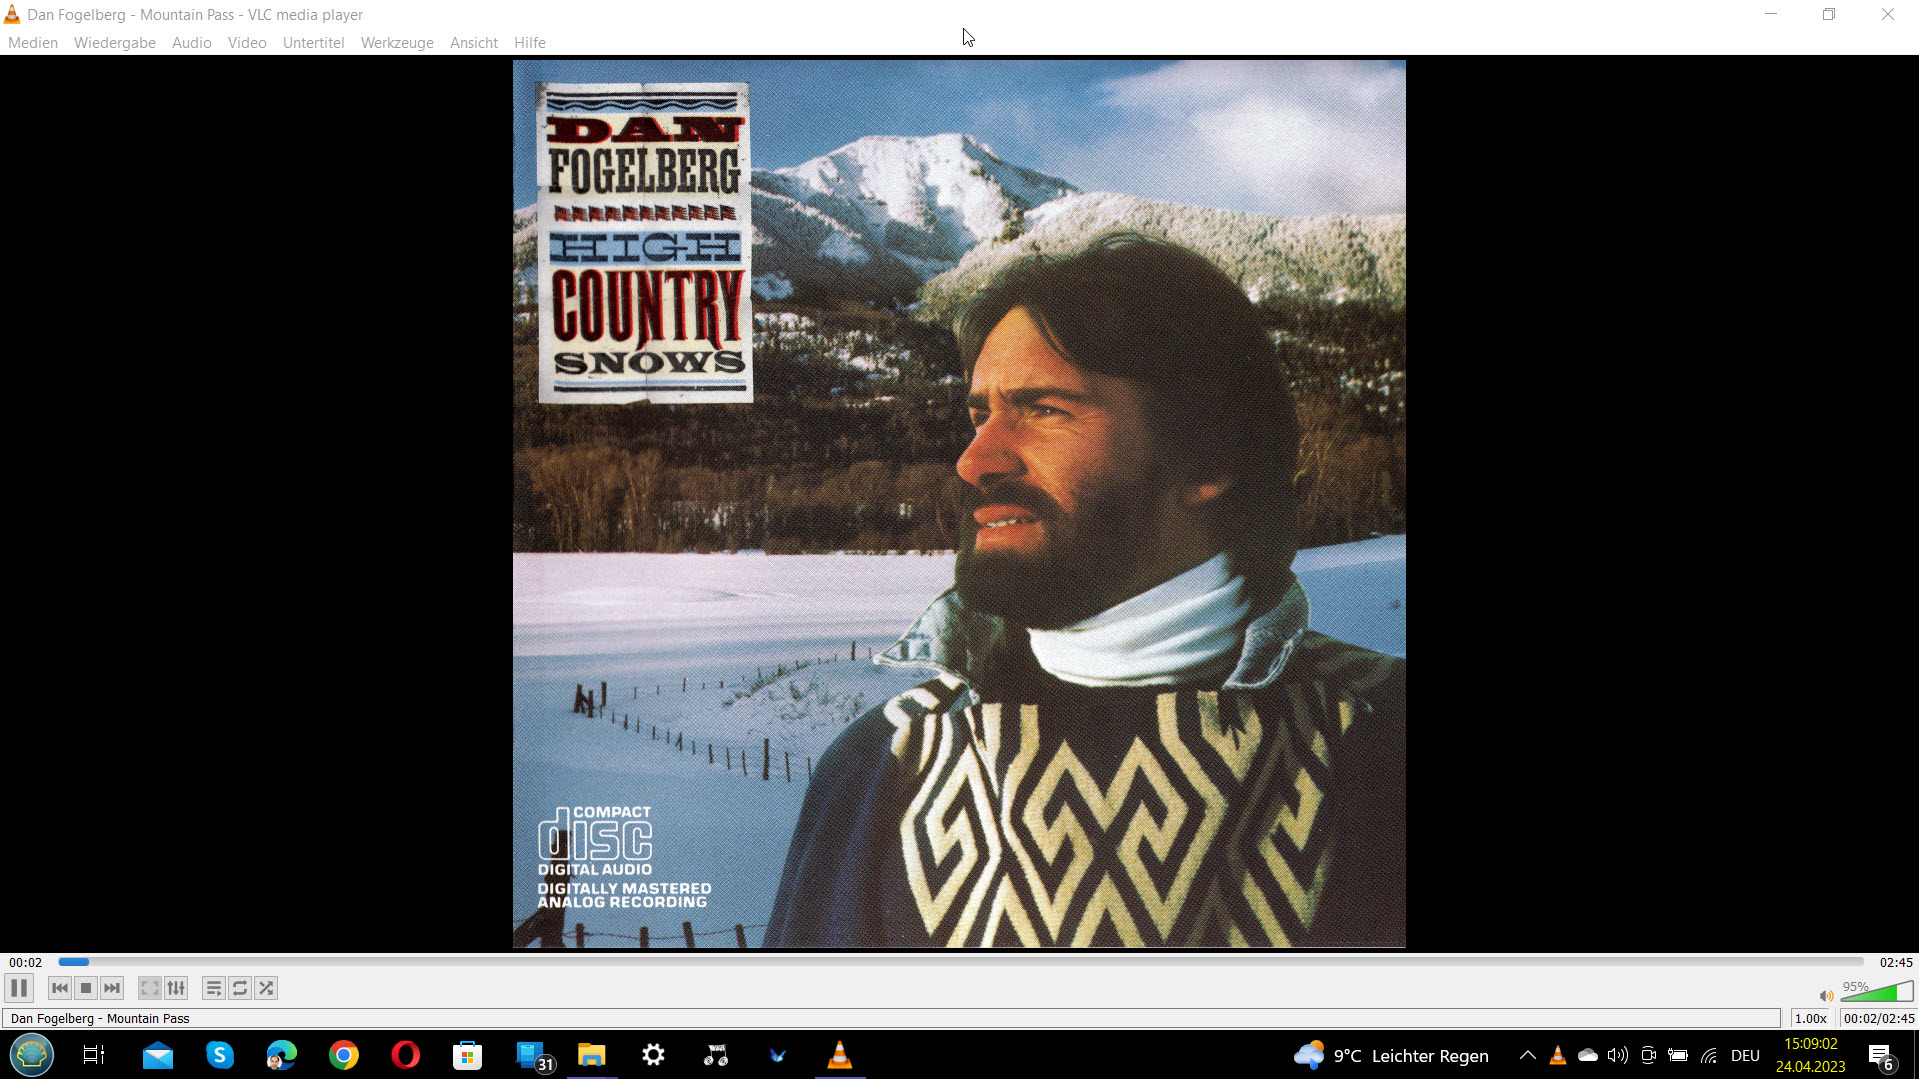 Dan Fogelberg - Mountain Pass - VLC media player
Medien Wiedergabe Audio Video Untertitel Werkzeuge Ansicht Hilfe
DAN
FOGELBERG
HIGH
COUNTRY
SNOWS
COMPACT
disc
DIGITAL AUDIO
DIGITALLY MASTERED
ANALOG RECORDING
00:02 02:45
95%
Dan Fogelberg - Mountain Pass 1.00x 00:02/02:45
31 9°C Leichter Regen DEU 15:09:02 6
24.04.2023